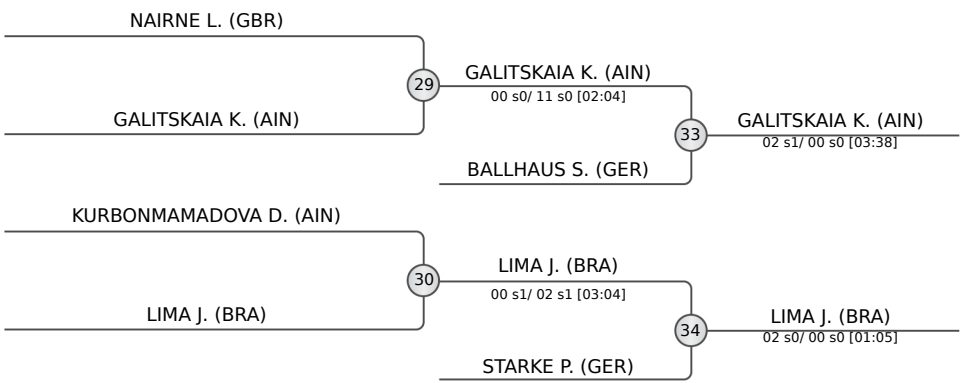 NAIRNE L. (GBR)
29
GALITSKAIA K. (AIN)
GALITSKAIA K. (AIN)
00 s0/ 11 s0 [02:04]
33
BALLHAUS S. (GER)
GALITSKAIA K. (AIN)
02 s1/ 00 s0 [03:38]
KURBONMAMADOVA D. (AIN)
30
LIMA J. (BRA)
LIMA J. (BRA)
00 s1/ 02 s1 [03:04]
34
STARKE P. (GER)
LIMA J. (BRA)
02 s0/ 00 s0 [01:05]